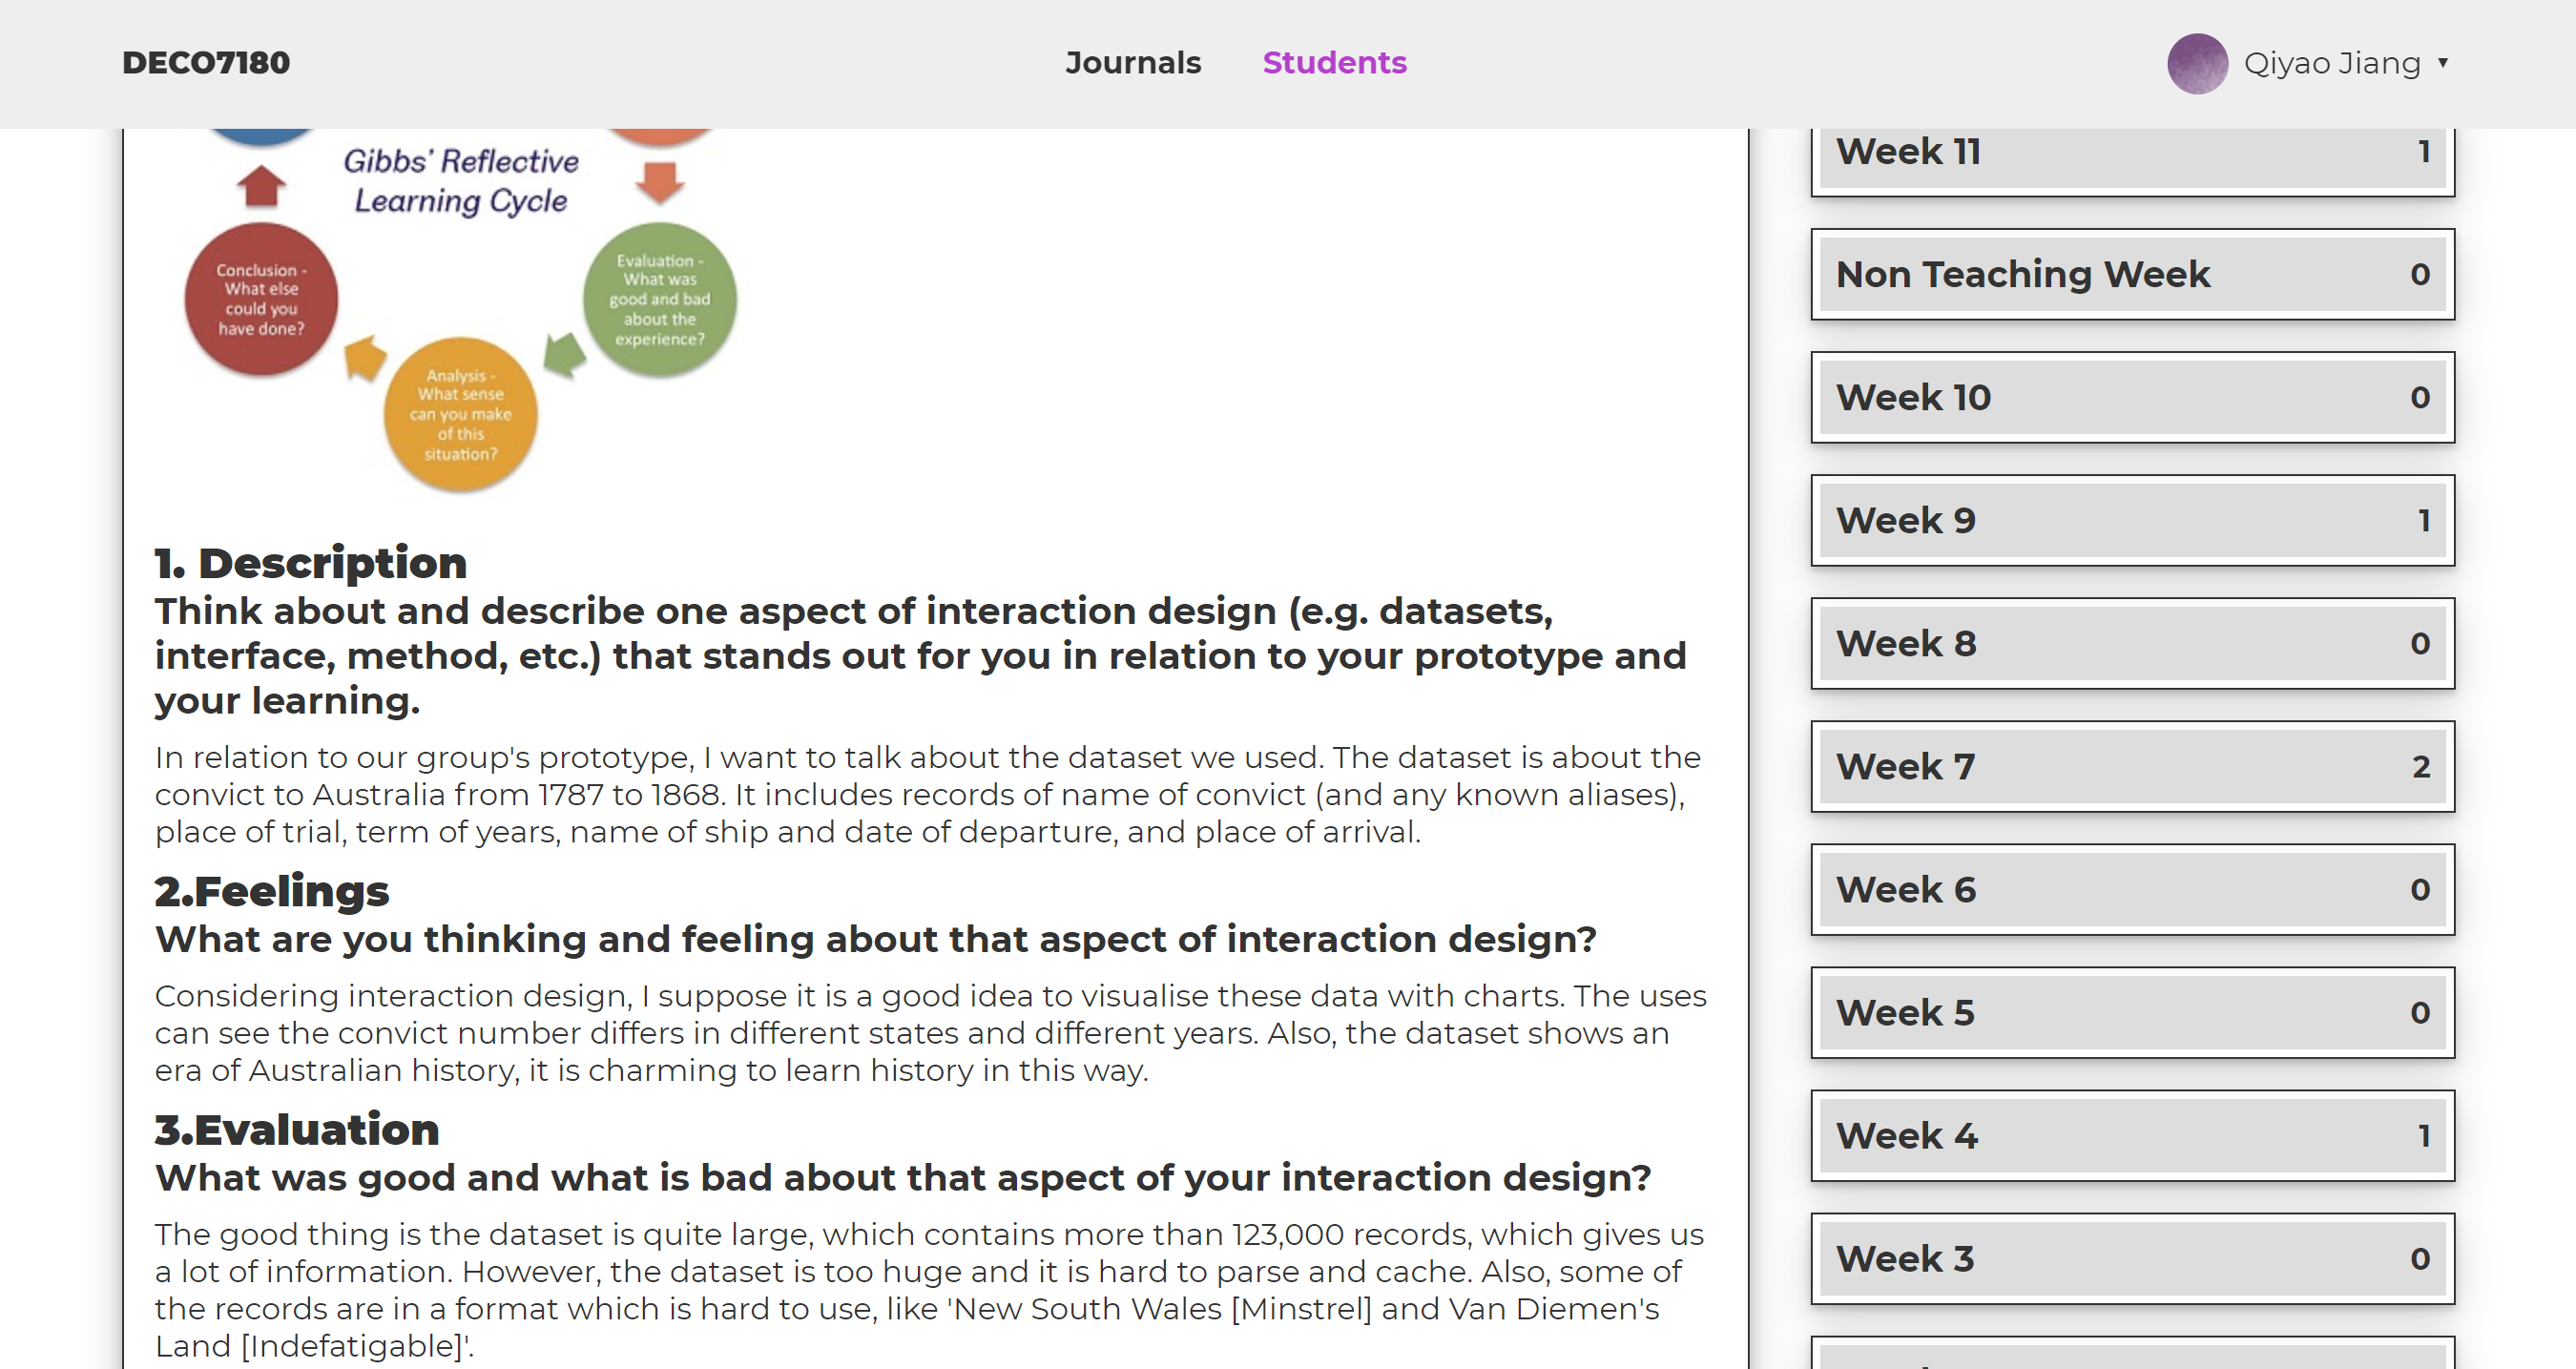 DECO7180
Journals
Students
Qiyao Jiang ▼
Gibbs' Reflective
Learning Cycle
Conclusion -
What else
could you
have done?
Evaluation -
What was
good and bad
about the
experience?
Analysis -
What sense
can you make
of this
situation?
1. Description
Think about and describe one aspect of interaction design (e.g. datasets,
interface, method, etc.) that stands out for you in relation to your prototype and
your learning.
In relation to our group's prototype, I want to talk about the dataset we used. The dataset is about the
convict to Australia from 1787 to 1868. It includes records of name of convict (and any known aliases),
place of trial, term of years, name of ship and date of departure, and place of arrival.
2.Feelings
What are you thinking and feeling about that aspect of interaction design?
Considering interaction design, I suppose it is a good idea to visualise these data with charts. The uses
can see the convict number differs in different states and different years. Also, the dataset shows an
era of Australian history, it is charming to learn history in this way.
3.Evaluation
What was good and what is bad about that aspect of your interaction design?
The good thing is the dataset is quite large, which contains more than 123,000 records, which gives us
a lot of information. However, the dataset is too huge and it is hard to parse and cache. Also, some of
the records are in a format which is hard to use, like 'New South Wales [Minstrel] and Van Diemen's
Land [Indefatigable]'.
Week 11 1
Non Teaching Week 0
Week 10 0
Week 9 1
Week 8 0
Week 7 2
Week 6 0
Week 5 0
Week 4 1
Week 3 0